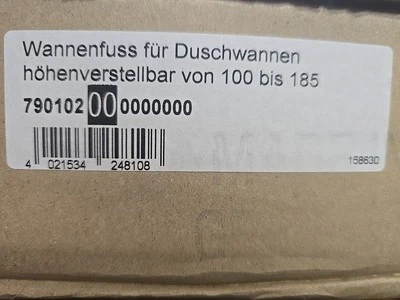 Wannenfuss für Duschwannen
höhenverstellbar von 100 bis 185
790102 00 0000000
4 021534 248108
158630